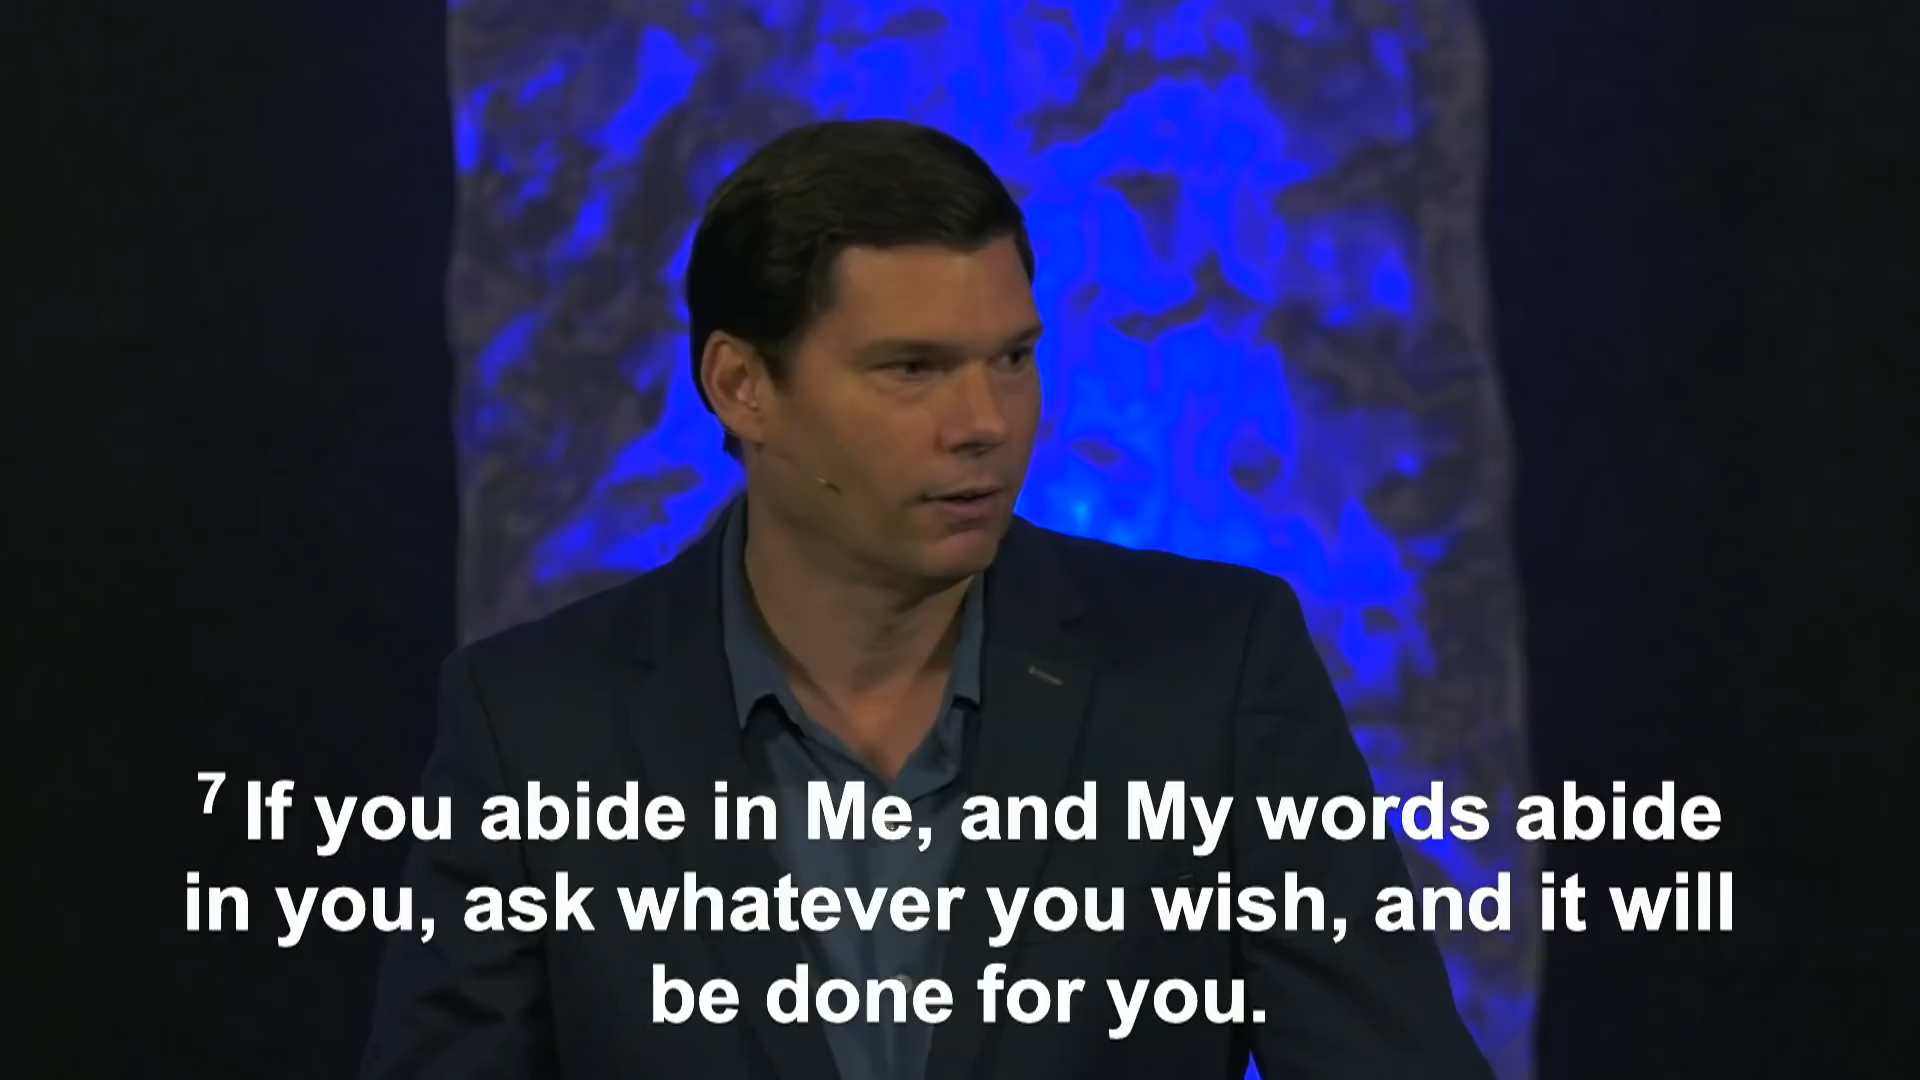 7 If you abide in Me, and My words abide
in you, ask whatever you wish, and it will
be done for you.